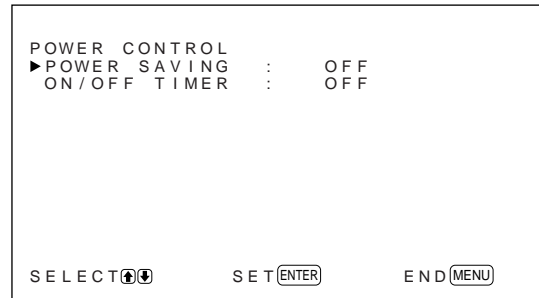 POWER CONTROL
▶POWER SAVING : OFF
ON/OFF TIMER : OFF
SELECT⬆⬇ SET ENTER END MENU